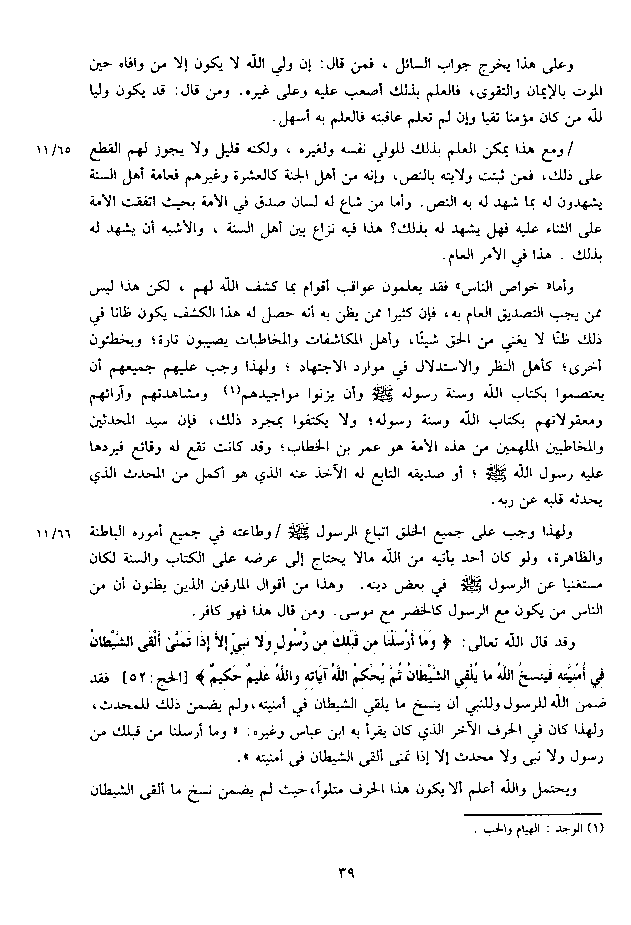 وعلى هذا يخرج جواب السائل ، فمن قال: إن ولي الله لا يكون إلا من وافاه حين
الموت بالإيمان والتقوى، فالعلم بذلك أصعب عليه وعلى غيره. ومن قال: قد يكون وليا
لله من كان مؤمنا تقيا وإن لم تعلم عاقبته فالعلم به أسهل.
١١/٦٥ /ومع هذا يمكن العلم بذلك للولي نفسه ولغيره ، ولكنه قليل ولا يجوز لهم القطع
على ذلك، فمن ثبتت ولايته بالنص، وإنه من أهل الجنة كالعشرة وغيرهم فعامة أهل السنة
يشهدون له بما شهد له به النص. وأما من شاع له لسان صدق في الأمة بحيث اتفقت الأمة
على الثناء عليه فهل يشهد له بذلك؟ هذا فيه نزاع بين أهل السنة ، والأشبه أن يشهد له
بذلك . هذا في الأمر العام.
وأما« خواص الناس» فقد يعلمون عواقب أقوام بما كشف الله لهم ، لكن هذا ليس
ممن يجب التصديق العام به، فإن كثيرا ممن يظن به أنه حصل له هذا الكشف يكون ظانا في
ذلك ظنًا لا يغني من الحق شيئًا، وأهل المكاشفات والمخاطبات يصيبون تارة؛ ويخطئون
أخرى؛ كأهل النظر والاستدلال في موارد الاجتهاد ؛ ولهذا وجب عليهم جميعهم أن
يعتصموا بكتاب الله وسنة رسوله ﷺ وأن يزنوا مواجيدهم(١) ومشاهدتهم وآرائهم
ومعقولاتهم بكتاب الله وسنة رسوله؛ ولا يكتفوا بمجرد ذلك، فإن سيد المحدثين
والمخاطبين الملهمين من هذه الأمة هو عمر بن الخطاب؛ وقد كانت تقع له وقائع فيردها
عليه رسول الله ﷺ ؛ أو صديقه التابع له الآخذ عنه الذي هو أكمل من المحدث الذي
يحدثه قلبه عن ربه.
١١/٦٦ ولهذا وجب على جميع الخلق اتباع الرسول ﷺ /وطاعته في جميع أموره الباطنة
والظاهرة، ولو كان أحد يأتيه من الله مالا يحتاج إلى عرضه على الكتاب والسنة لكان
مستغنيا عن الرسول ﷺ في بعض دينه. وهذا من أقوال المارقين الذين يظنون أن من
الناس من يكون مع الرسول كالخضر مع موسى. ومن قال هذا فهو كافر.
وقد قال الله تعالى: ﴿ وَمَا أَرْسَلْنَا مِن قَبْلِكَ مِن رَّسُولٍ وَلا نَبِيٍّ إِلاَّ إِذَا تَمَنَّىٰ أَلْقَى الشَّيْطَانُ
فِي أُمْنِيَّتِهِ فَيَنسَخُ اللَّهُ مَا يُلْقِي الشَّيْطَانُ ثُمَّ يُحْكِمُ اللَّهُ آيَاتِهِ وَاللَّهُ عَلِيمٌ حَكِيمٌ ﴾ [الحج:٥٢] فقد
ضمن الله للرسول وللنبي أن ينسخ ما يلقي الشيطان في أمنيته،ولم يضمن ذلك للمحدث،
ولهذا كان في الحرف الآخر الذي كان يقرأ به ابن عباس وغيره: « وما أرسلنا من قبلك من
رسول ولا نبي ولا محدث إلا إذا تمنى ألقى الشيطان في أمنيته ».
ويحتمل والله أعلم ألا يكون هذا الحرف متلواً،حيث لم يضمن نسخ ما ألقى الشيطان
(١) الوجد : الهيام والحب .
٣٩